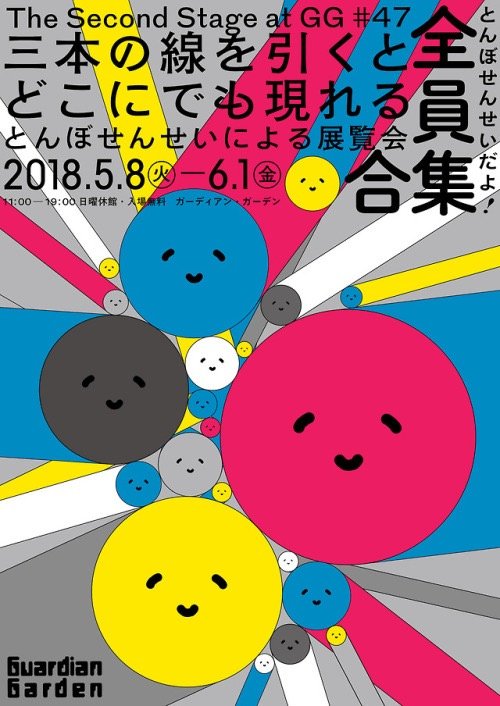 The Second Stage at GG #47
三本の線を引くと
どこにでも現れる
とんぼせんせいによる展覧会
2018.5.8㊋—6.1㊎
11:00—19:00 日曜休館・入場無料 ガーディアン・ガーデン
とんぼせんせいだよ!
全員
集合
Guardian
Garden